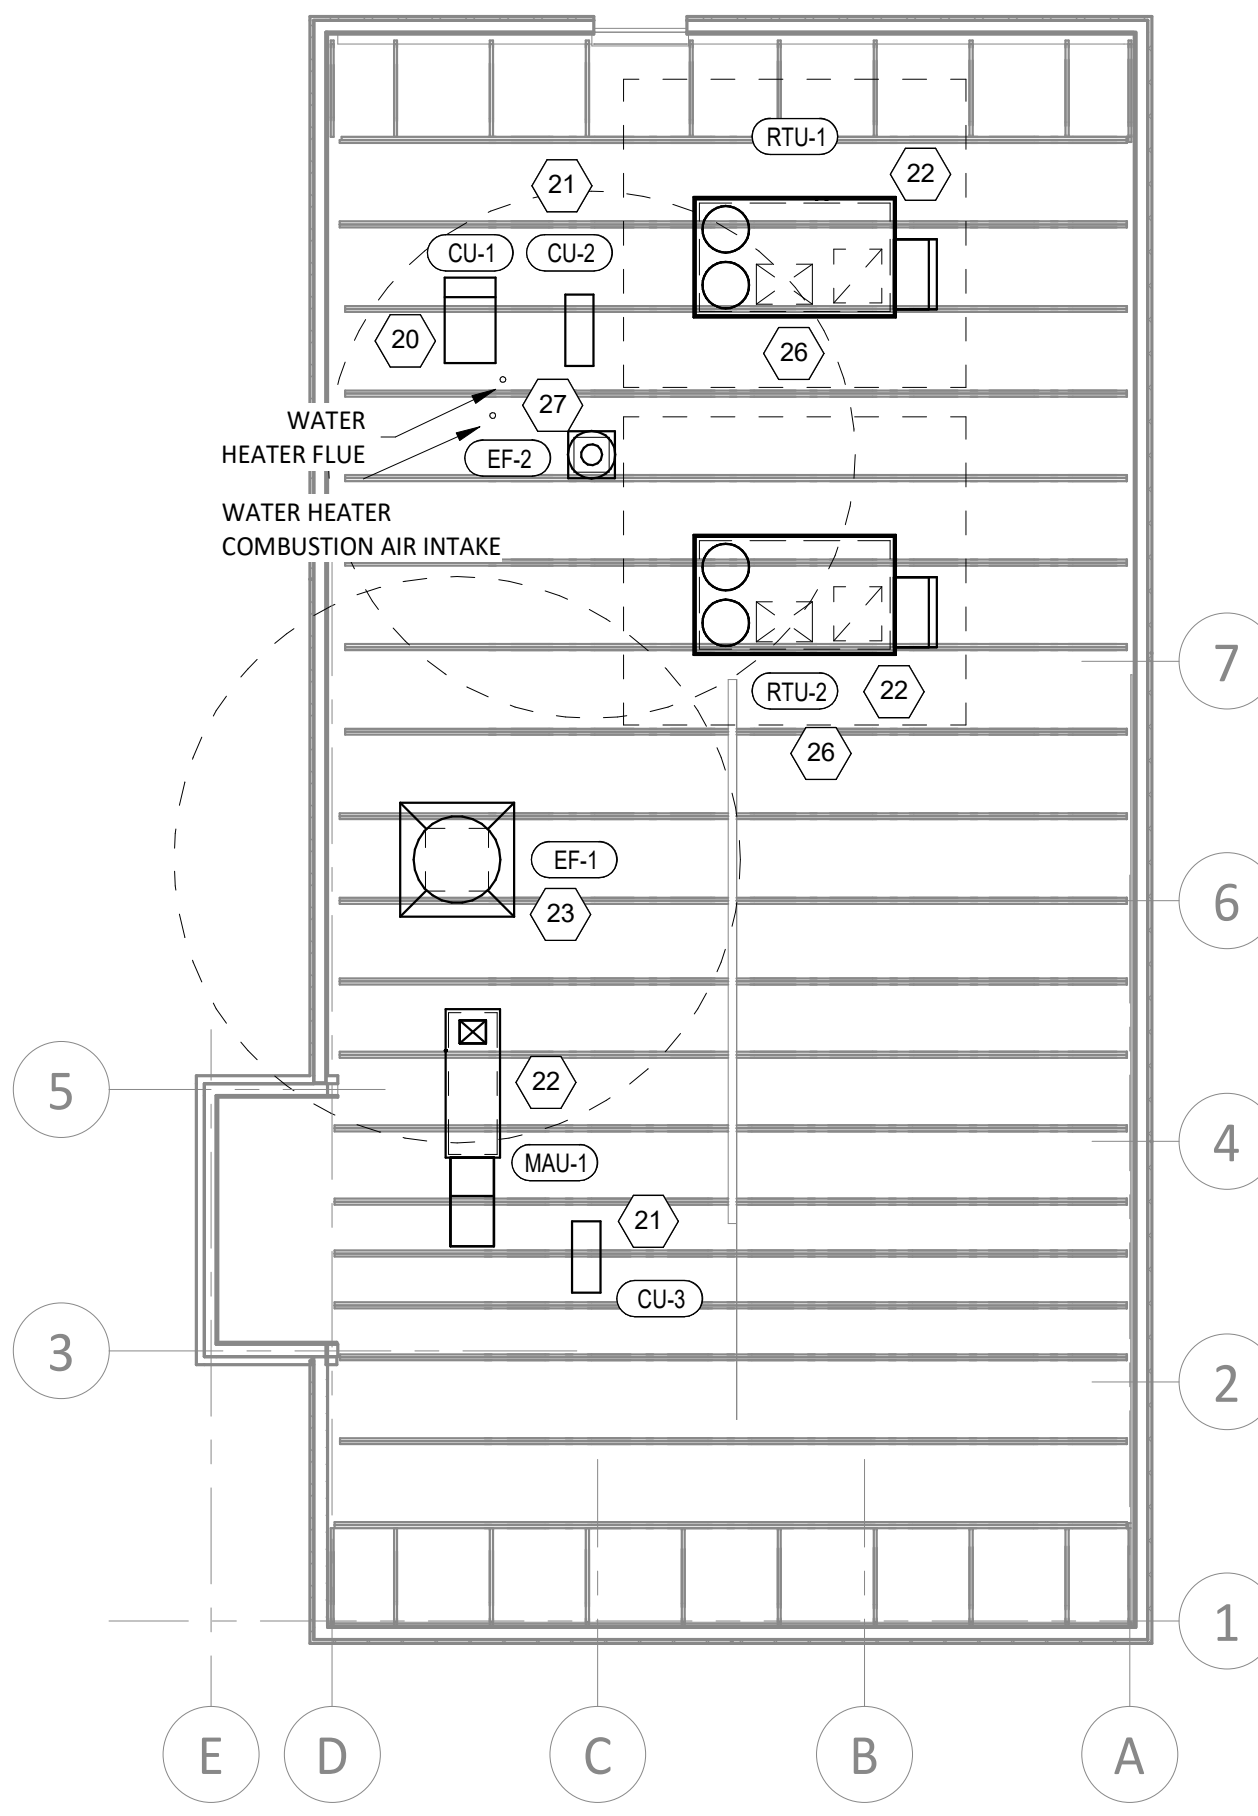 RTU-1
22
21
CU-1
CU-2
20
26
27
WATER
HEATER FLUE
EF-2
WATER HEATER
COMBUSTION AIR INTAKE
7
RTU-2
22
26
EF-1
23
6
5
22
4
MAU-1
21
CU-3
3
2
1
E
D
C
B
A